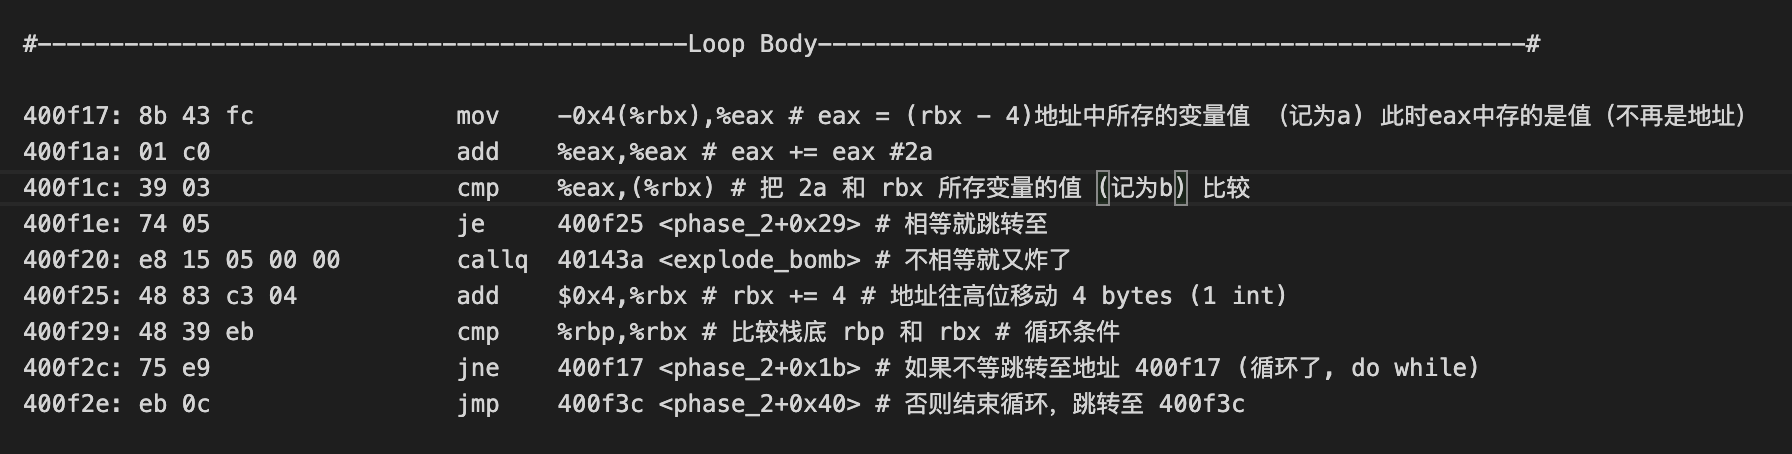 #---------------------------------------------Loop Body-------------------------------------------------#
400f17: 8b 43 fc mov -0x4(%rbx),%eax # eax = (rbx - 4)地址中所存的变量值 （记为a）此时eax中存的是值（不再是地址）
400f1a: 01 c0 add %eax,%eax # eax += eax #2a
400f1c: 39 03 cmp %eax,(%rbx) # 把 2a 和 rbx 所存变量的值 (记为b) 比较
400f1e: 74 05 je 400f25 <phase_2+0x29> # 相等就跳转至
400f20: e8 15 05 00 00 callq 40143a <explode_bomb> # 不相等就又炸了
400f25: 48 83 c3 04 add $0x4,%rbx # rbx += 4 # 地址往高位移动 4 bytes (1 int)
400f29: 48 39 eb cmp %rbp,%rbx # 比较栈底 rbp 和 rbx # 循环条件
400f2c: 75 e9 jne 400f17 <phase_2+0x1b> # 如果不等跳转至地址 400f17 (循环了, do while)
400f2e: eb 0c jmp 400f3c <phase_2+0x40> # 否则结束循环，跳转至 400f3c